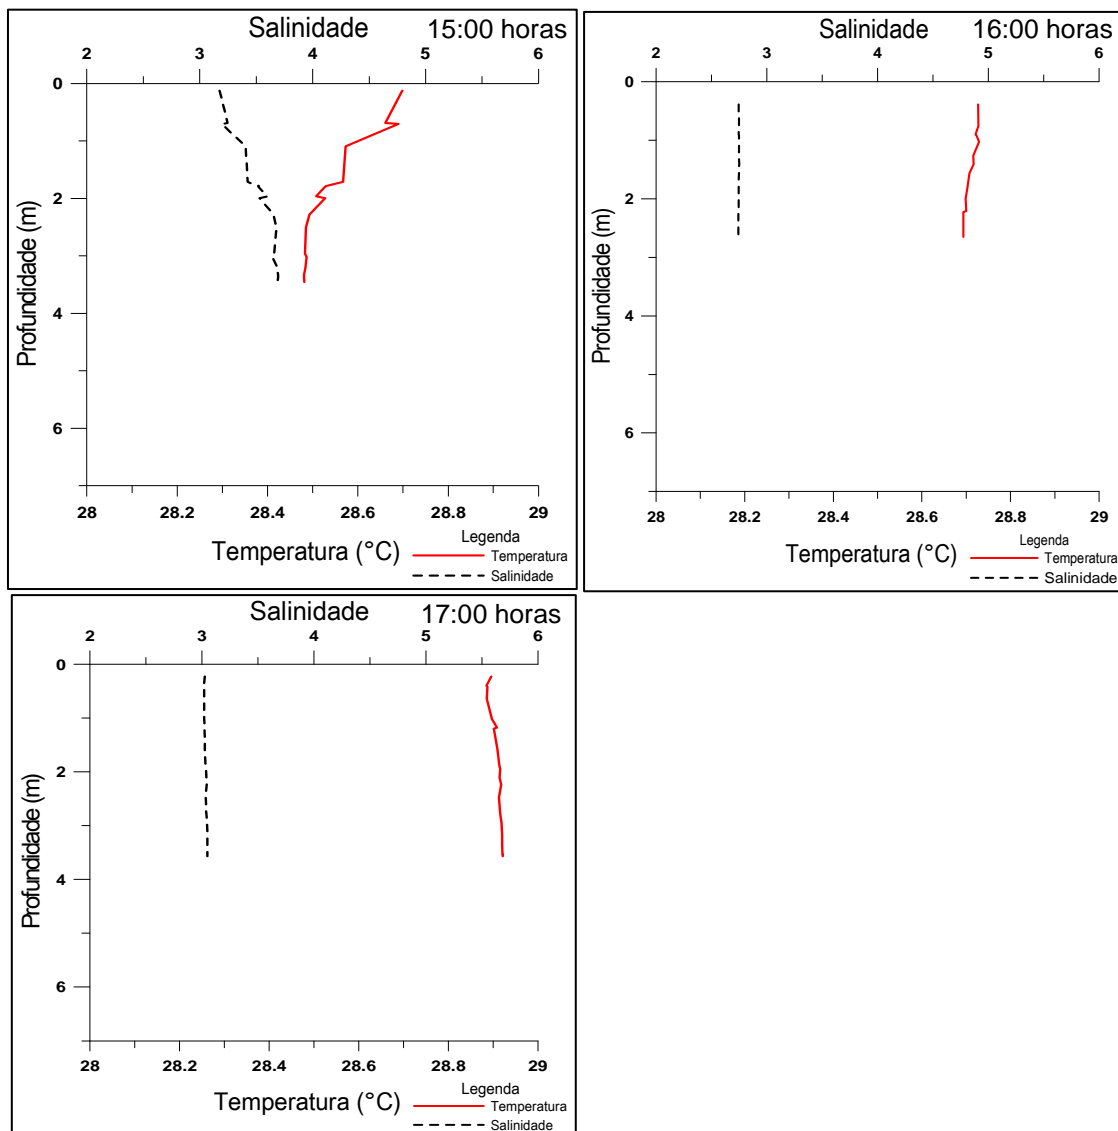 Salinidade 15:00 horas
2 3 4 5 6
0
2
4
6
Profundidade (m)
28 28.2 28.4 28.6 28.8 29
Temperatura (°C)
Legenda
Temperatura
Salinidade
Salinidade 16:00 horas
2 3 4 5 6
0
2
4
6
Profundidade (m)
28 28.2 28.4 28.6 28.8 29
Temperatura (°C)
Legenda
Temperatura
Salinidade
Salinidade 17:00 horas
2 3 4 5 6
0
2
4
6
Profundidade (m)
28 28.2 28.4 28.6 28.8 29
Temperatura (°C)
Legenda
Temperatura
Salinidade